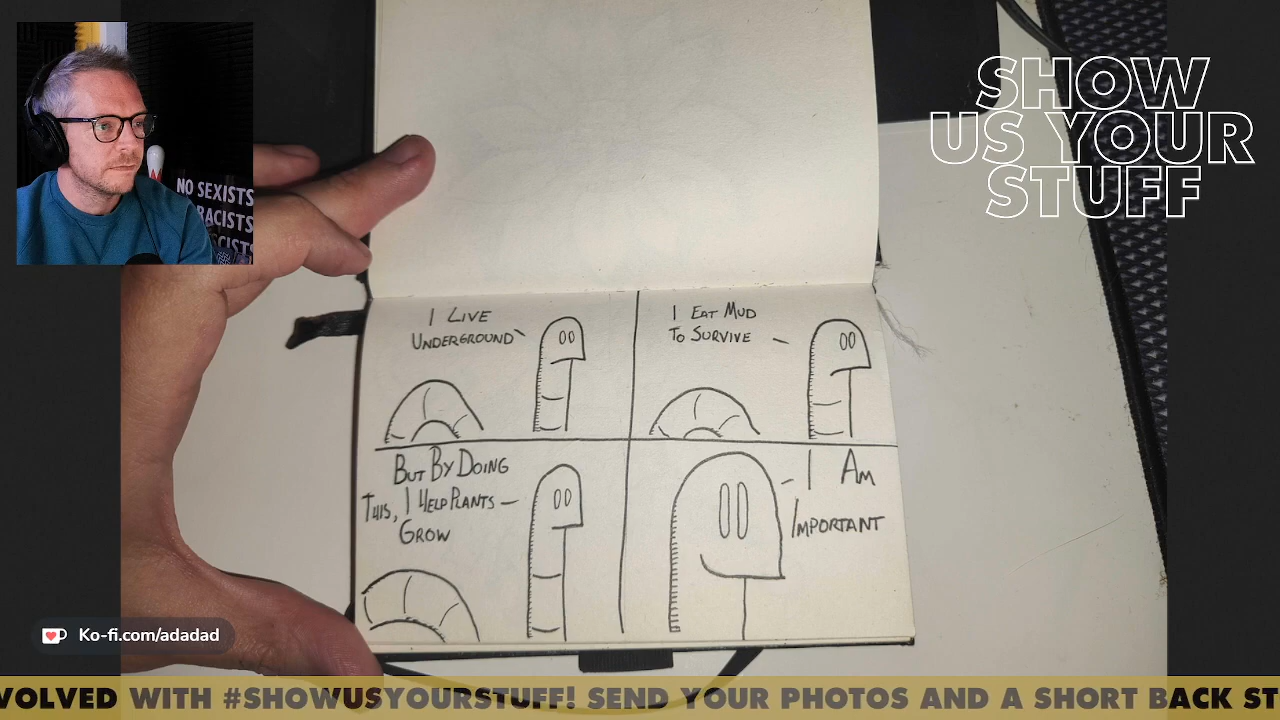 SHOW
US YOUR
STUFF
NO SEXISTS
RACISTS
I LIVE
UNDERGROUND
I EAT MUD
TO SURVIVE
BUT BY DOING
THIS, I HELP PLANTS
GROW
I AM
IMPORTANT
Ko-fi.com/adadad
VOLVED WITH #SHOWUSYOURSTUFF! SEND YOUR PHOTOS AND A SHORT BACK ST